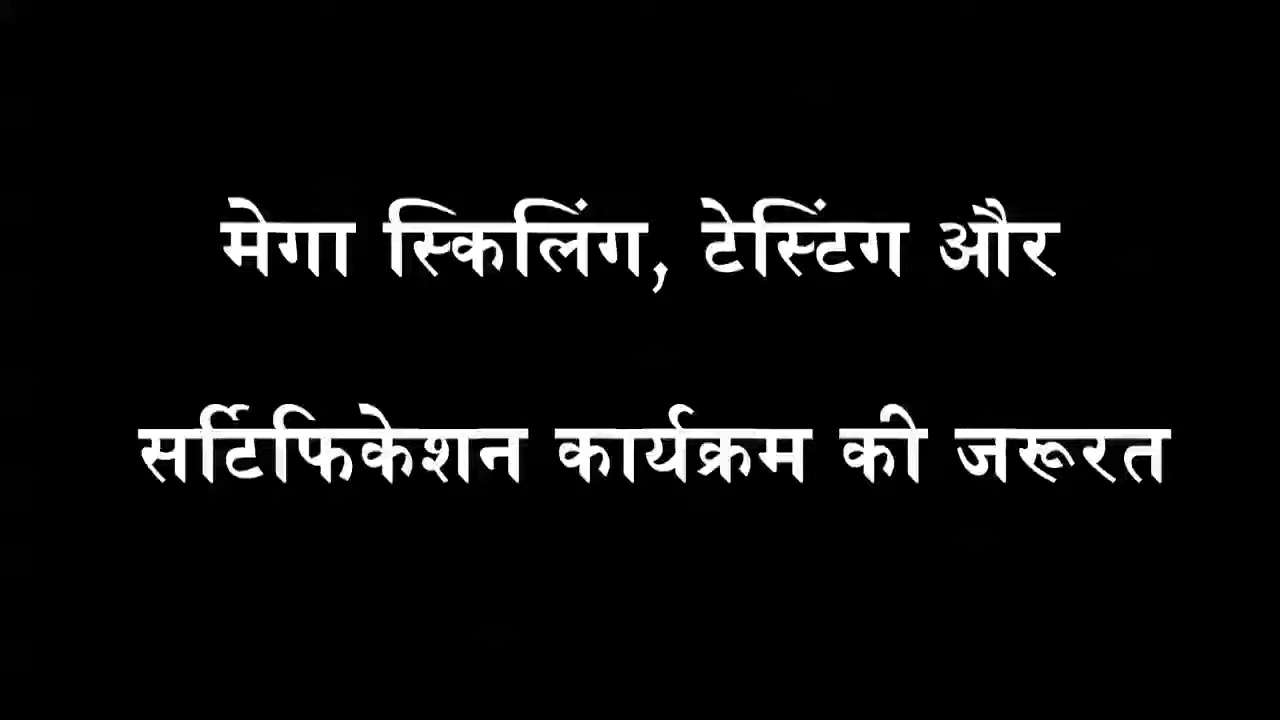 मेगा स्किलिंग, टेस्टिंग और
सर्टिफिकेशन कार्यक्रम की जरूरत